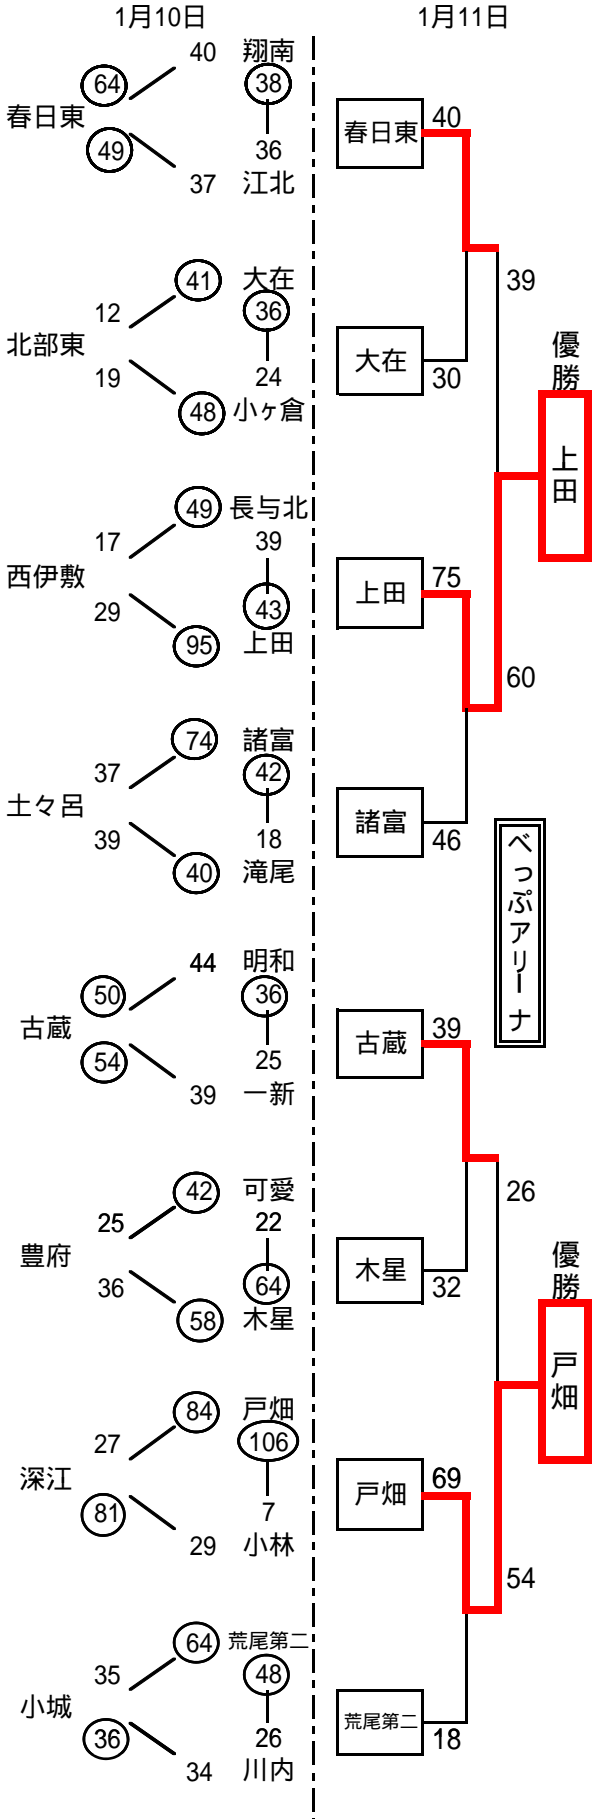 1月10日
1月11日
40 翔南
64 38
春日東
49 36
37 江北
春日東 40
39
41 大在
12 36
北部東
19 24
48 小ヶ倉
大在 30
優勝
上田
49 長与北
17 39
西伊敷
29 43
95 上田
上田 75
60
74 諸富
37 42
土々呂
39 18
40 滝尾
諸富 46
べっぷアリーナ
44 明和
50 36
古蔵
54 25
39 一新
古蔵 39
26
42 可愛
25 22
豊府
36 64
58 木星
木星 32
優勝
戸畑
84 戸畑
27 106
深江
81 7
29 小林
戸畑 69
54
64 荒尾第二
35 48
小城
36 26
34 川内
荒尾第二 18